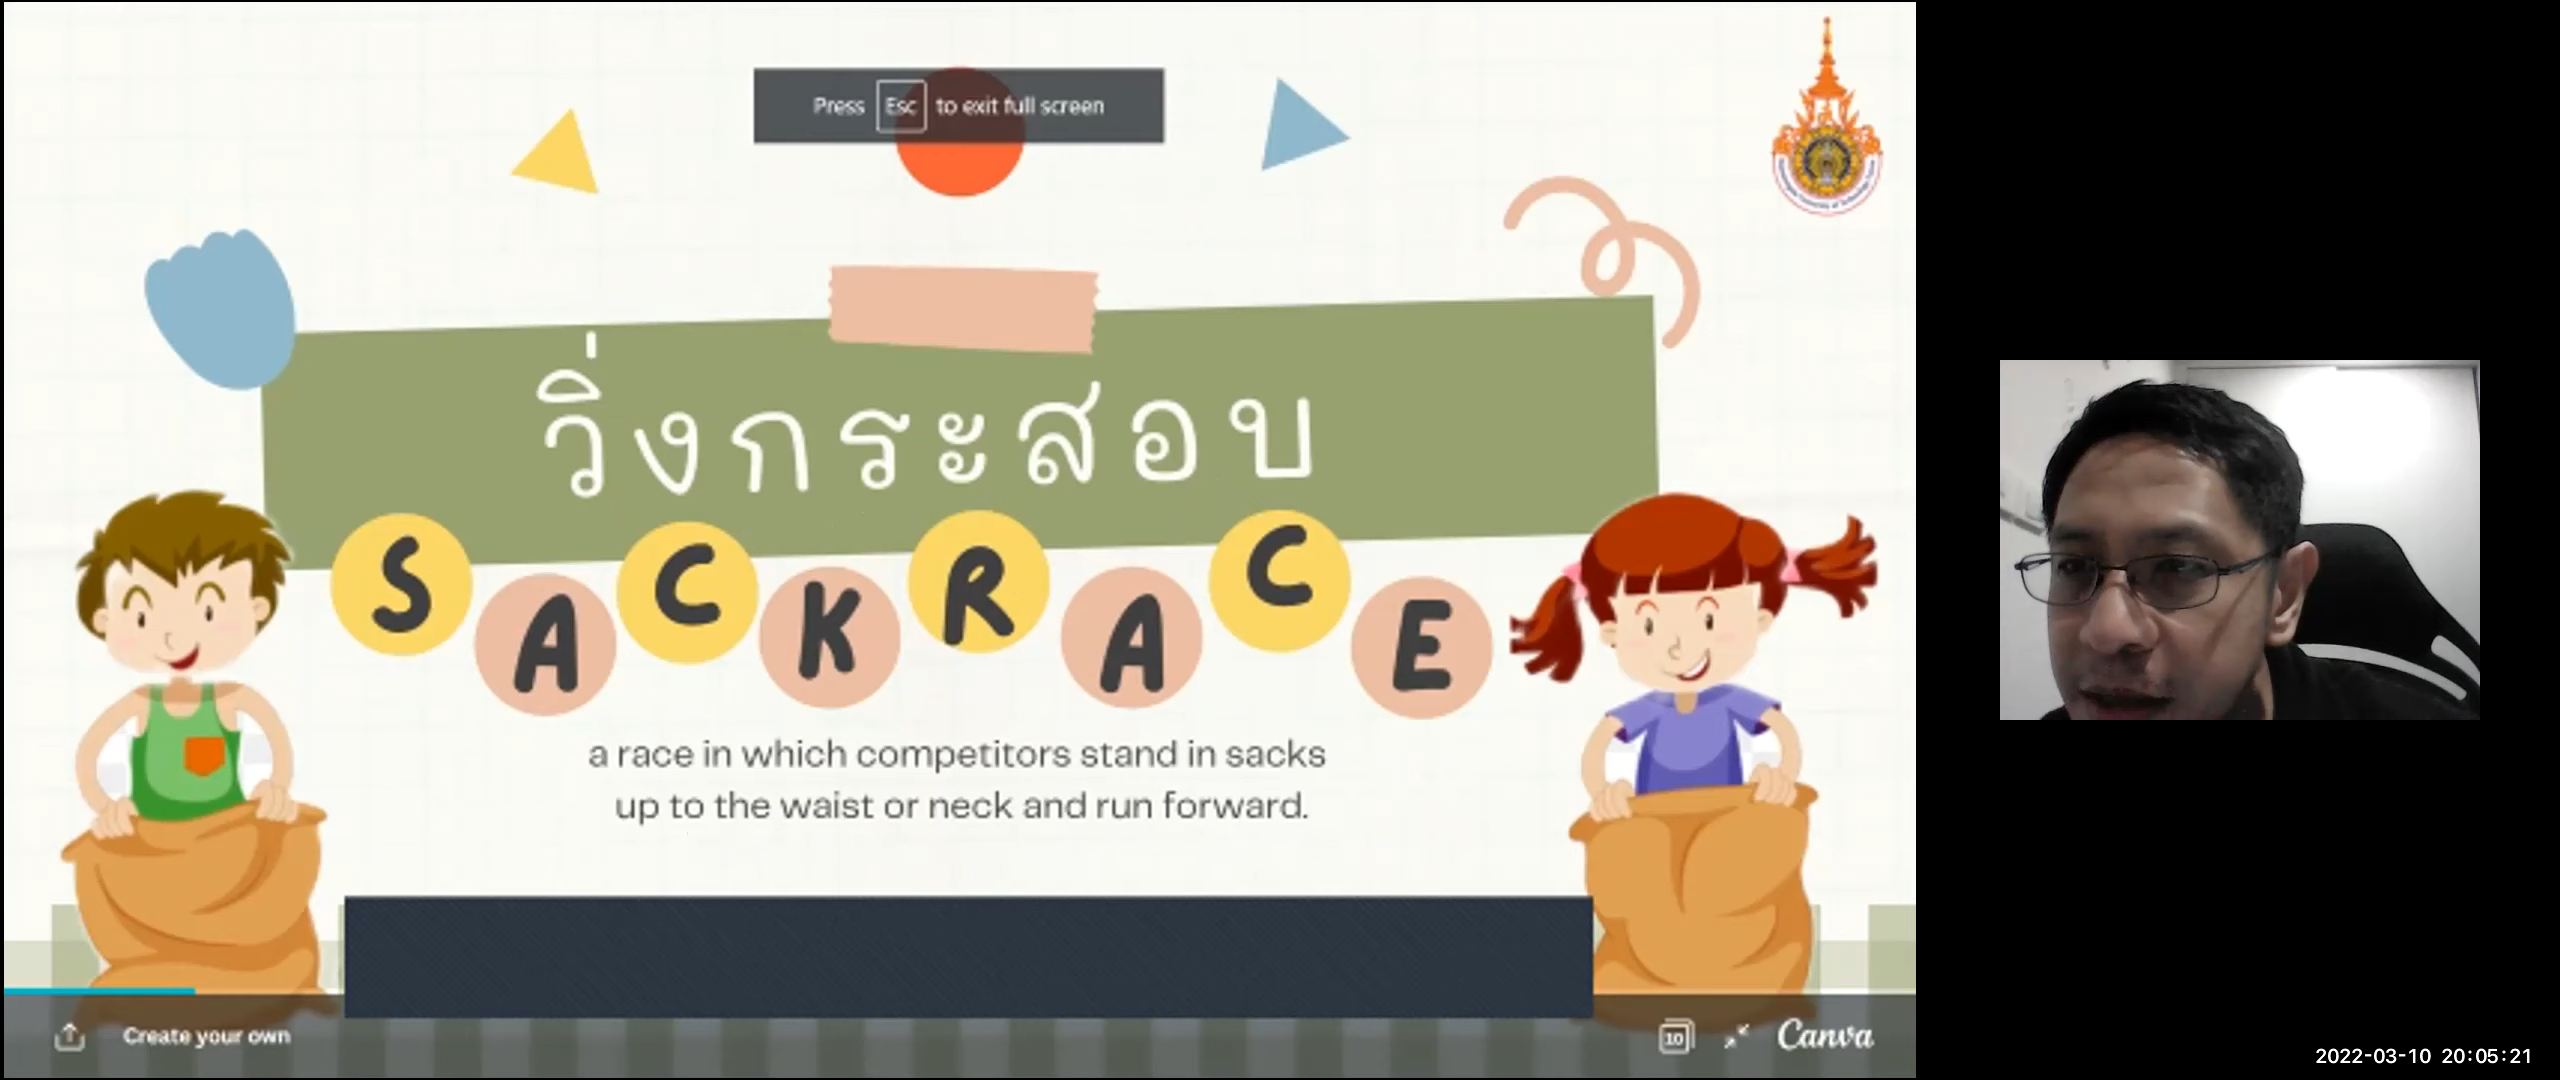 Press Esc to exit full screen
วิ่งกระสอบ
SACK RACE
a race in which competitors stand in sacks
up to the waist or neck and run forward.
Create your own
10
Canva
2022-03-10 20:05:21